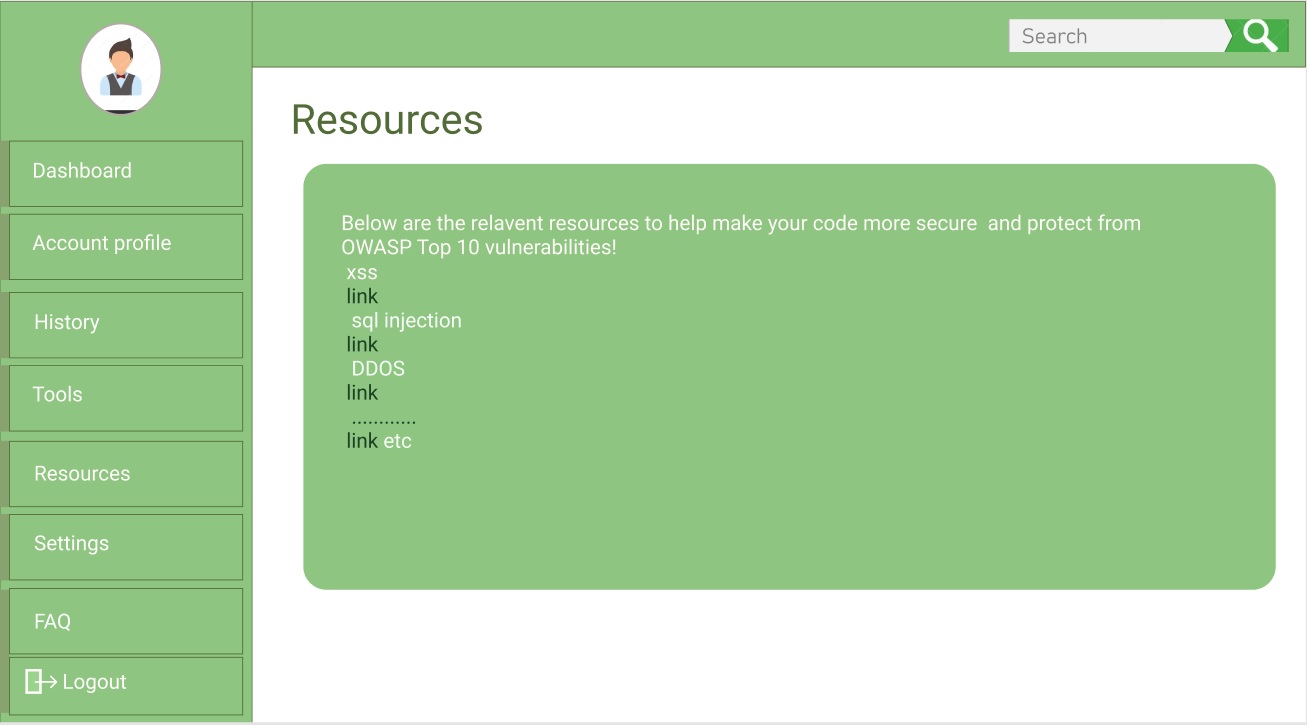 Search
Resources
Dashboard
Account profile
History
Tools
Resources
Settings
FAQ
Logout
Below are the relavent resources to help make your code more secure  and protect from
OWASP Top 10 vulnerabilities!
xss
link
sql injection
link
DDOS
link
............
link etc